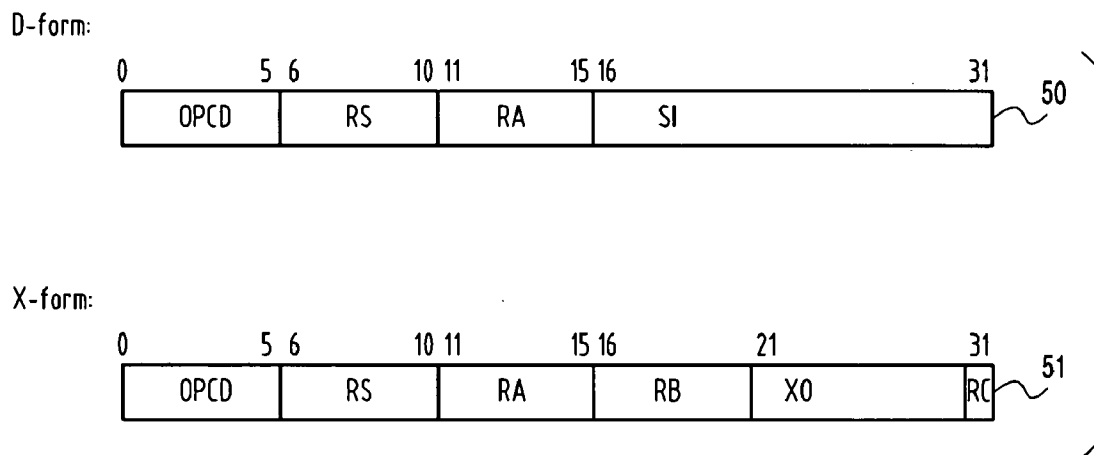 D-form:
0 5 6 10 11 15 16 31
OPCD RS RA SI
50
X-form:
0 5 6 10 11 15 16 21 31
OPCD RS RA RB XO RC
51